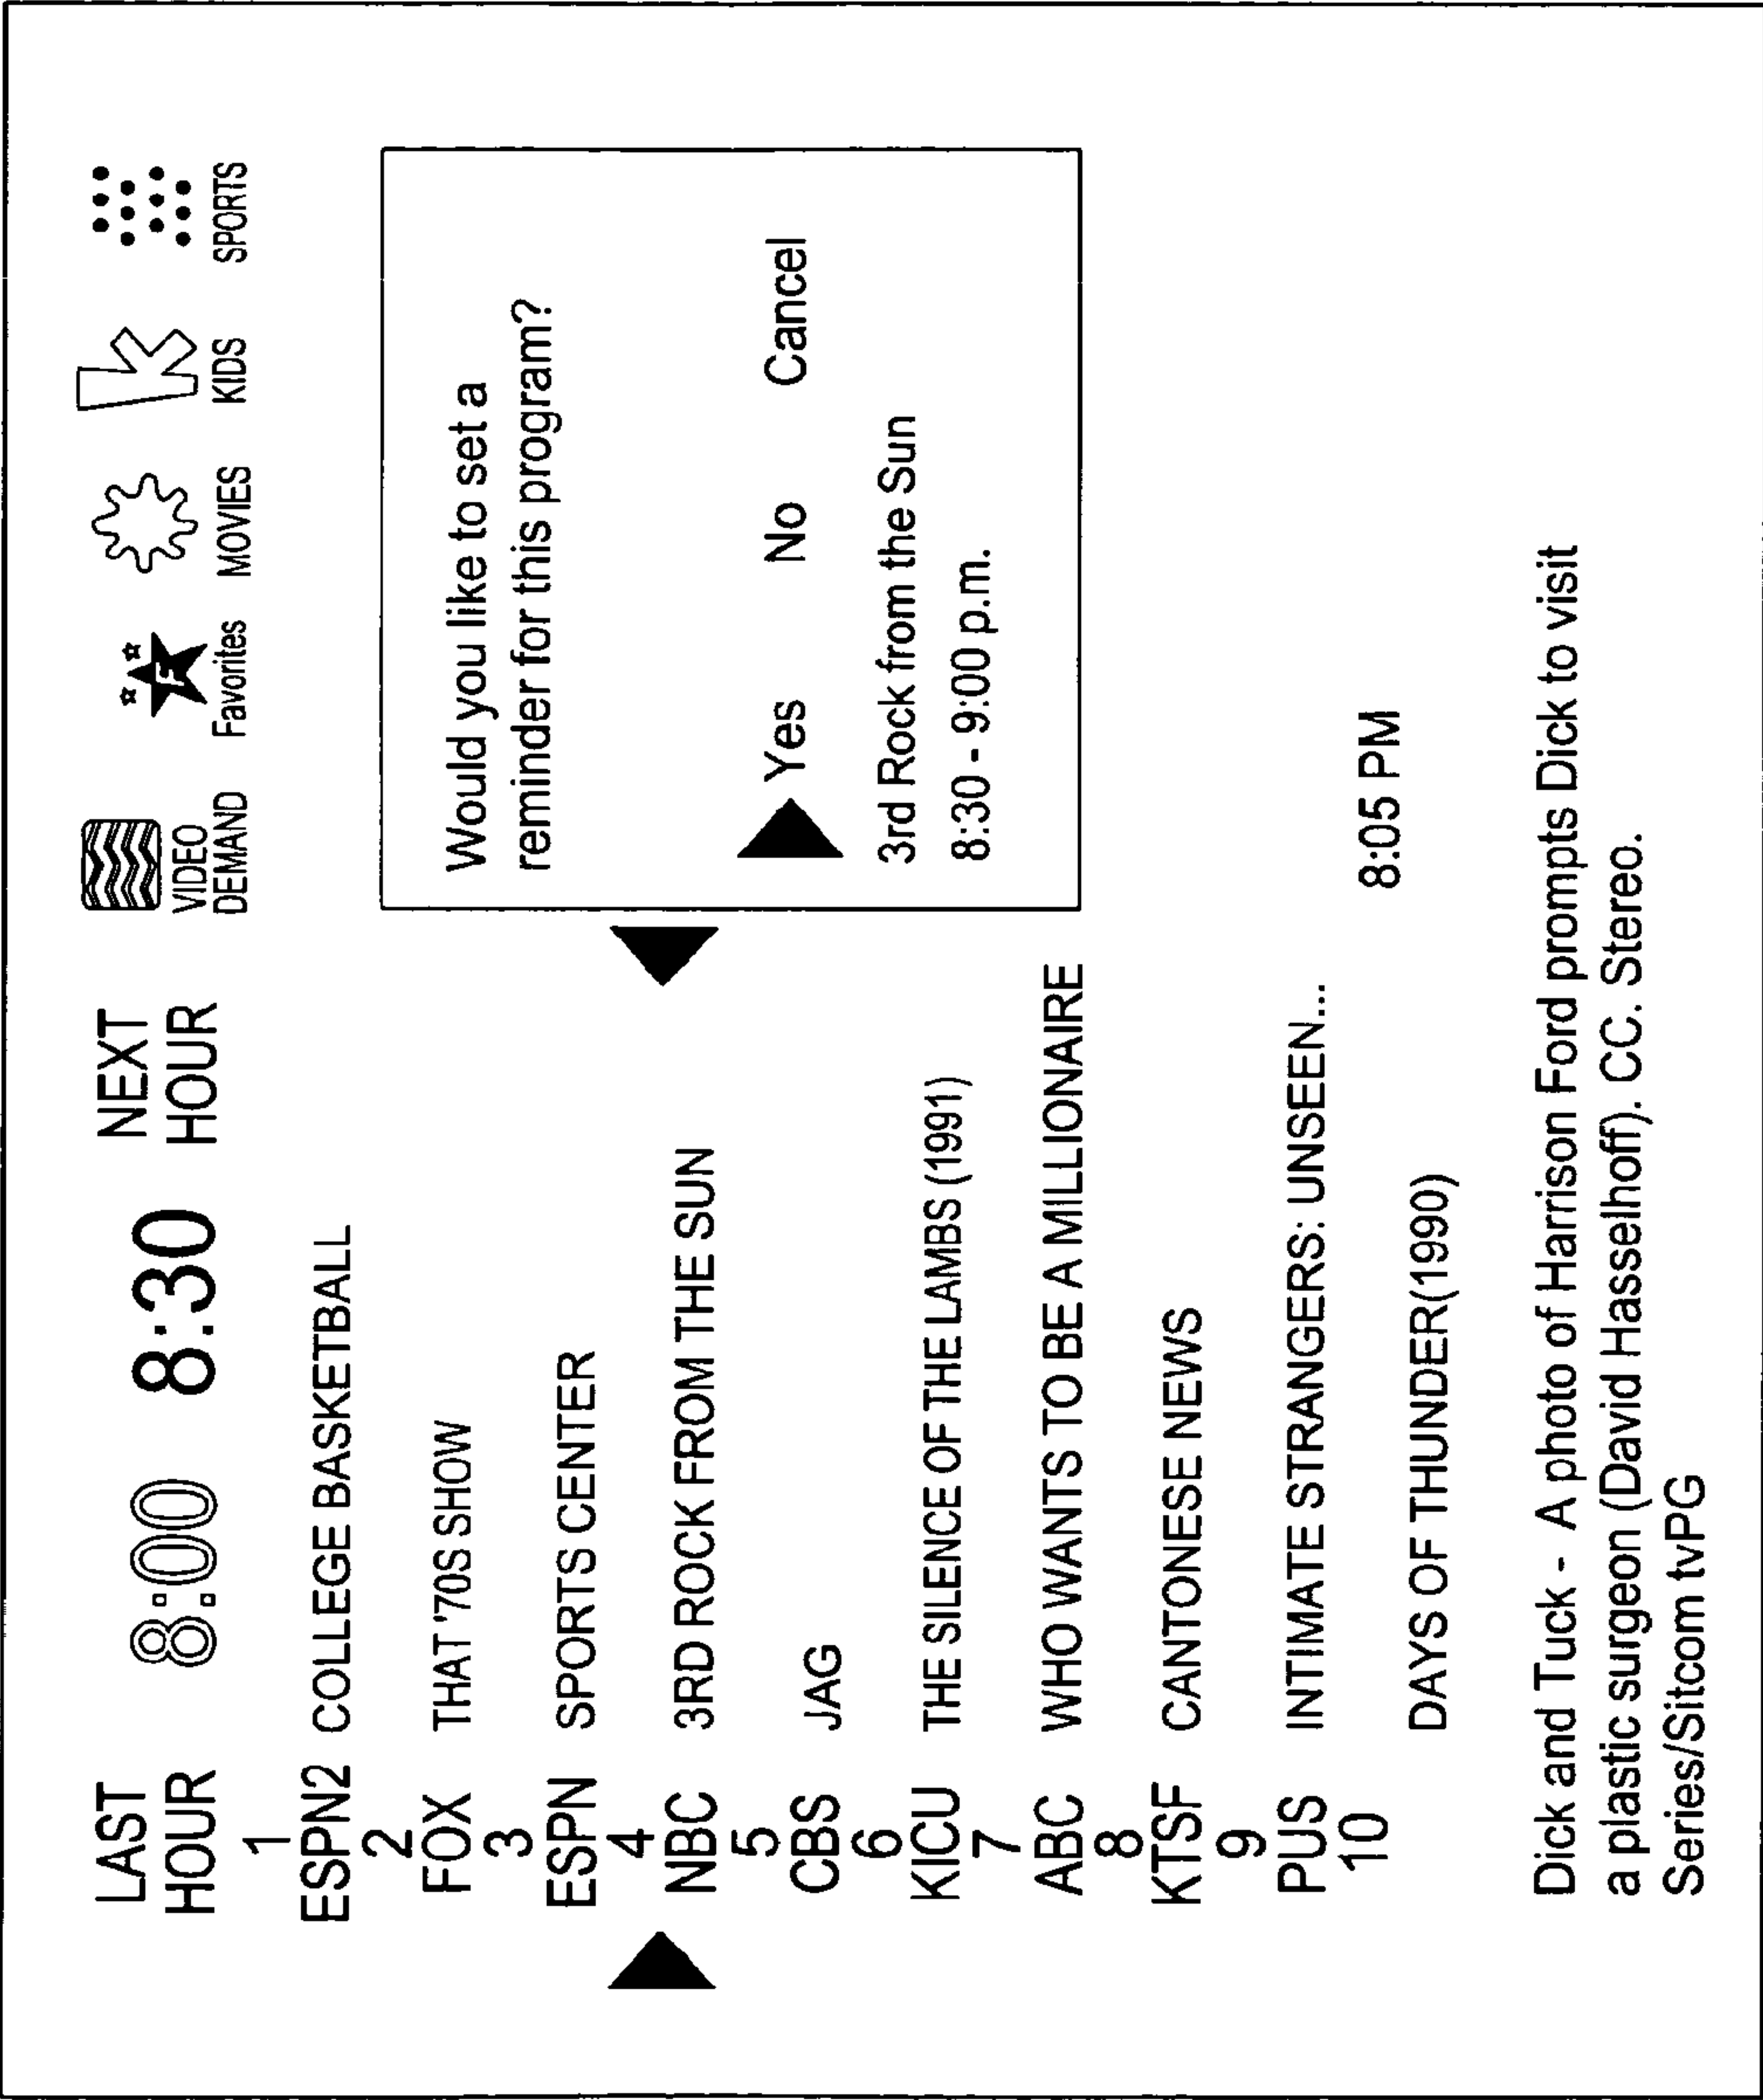 LAST HOUR 8:00 8:30 NEXT HOUR
VIDEO DEMAND Favorites MOVIES KIDS SPORTS
1
ESPN2 COLLEGE BASKETBALL
2
FOX THAT '70S SHOW
3
ESPN SPORTS CENTER
4
NBC 3RD ROCK FROM THE SUN
5
CBS JAG
6
KICU THE SILENCE OF THE LAMBS (1991)
7
ABC WHO WANTS TO BE A MILLIONAIRE
8
KTSF CANTONESE NEWS
9
PUS INTIMATE STRANGERS: UNSEEN...
10
DAYS OF THUNDER(1990)
Would you like to set a
reminder for this program?
Yes No Cancel
3rd Rock from the Sun
8:30 - 9:00 p.m.
8:05 PM
Dick and Tuck - A photo of Harrison Ford prompts Dick to visit
a plastic surgeon (David Hasselhoff). CC. Stereo.
Series/Sitcom tvPG